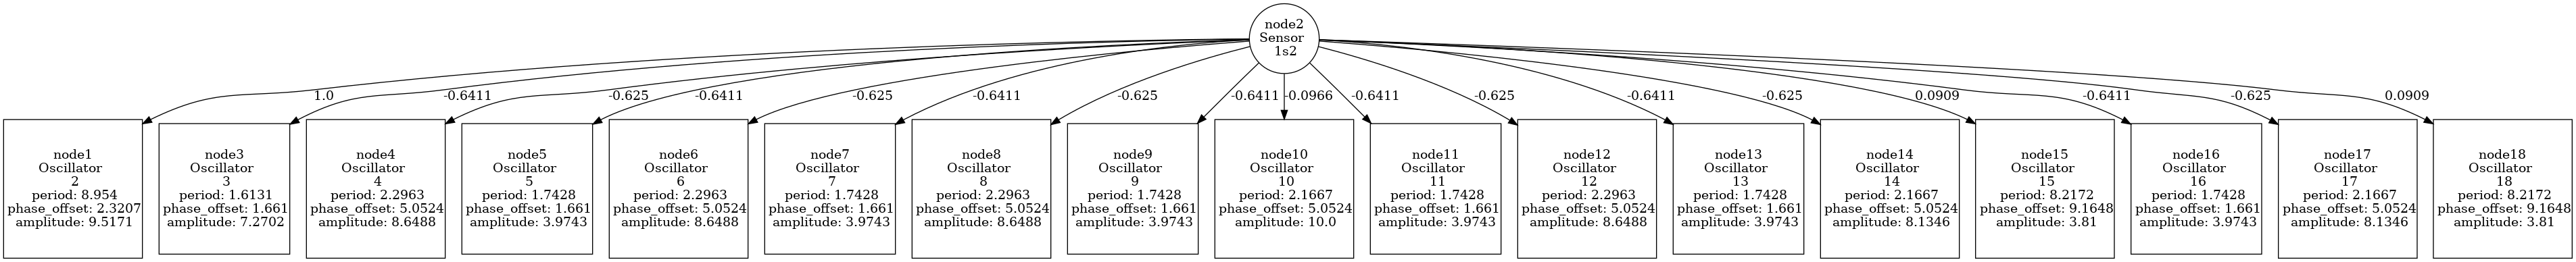 node2
Sensor
1s2
1.0
-0.6411
-0.625
-0.6411
-0.625
-0.6411
-0.625
-0.6411
-0.0966
-0.6411
-0.625
-0.6411
-0.625
0.0909
-0.6411
-0.625
0.0909
node1
Oscillator
2
period: 8.954
phase_offset: 2.3207
amplitude: 9.5171
node3
Oscillator
3
period: 1.6131
phase_offset: 1.661
amplitude: 7.2702
node4
Oscillator
4
period: 2.2963
phase_offset: 5.0524
amplitude: 8.6488
node5
Oscillator
5
period: 1.7428
phase_offset: 1.661
amplitude: 3.9743
node6
Oscillator
6
period: 2.2963
phase_offset: 5.0524
amplitude: 8.6488
node7
Oscillator
7
period: 1.7428
phase_offset: 1.661
amplitude: 3.9743
node8
Oscillator
8
period: 2.2963
phase_offset: 5.0524
amplitude: 8.6488
node9
Oscillator
9
period: 1.7428
phase_offset: 1.661
amplitude: 3.9743
node10
Oscillator
10
period: 2.1667
phase_offset: 5.0524
amplitude: 10.0
node11
Oscillator
11
period: 1.7428
phase_offset: 1.661
amplitude: 3.9743
node12
Oscillator
12
period: 2.2963
phase_offset: 5.0524
amplitude: 8.6488
node13
Oscillator
13
period: 1.7428
phase_offset: 1.661
amplitude: 3.9743
node14
Oscillator
14
period: 2.1667
phase_offset: 5.0524
amplitude: 8.1346
node15
Oscillator
15
period: 8.2172
phase_offset: 9.1648
amplitude: 3.81
node16
Oscillator
16
period: 1.7428
phase_offset: 1.661
amplitude: 3.9743
node17
Oscillator
17
period: 2.1667
phase_offset: 5.0524
amplitude: 8.1346
node18
Oscillator
18
period: 8.2172
phase_offset: 9.1648
amplitude: 3.81